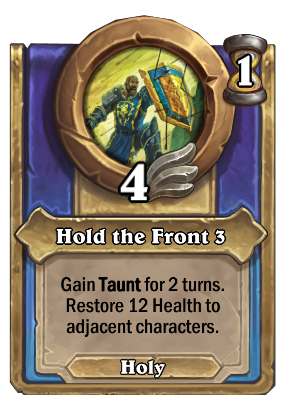 1
4
Hold the Front 3
Gain Taunt for 2 turns.
Restore 12 Health to
adjacent characters.
Holy